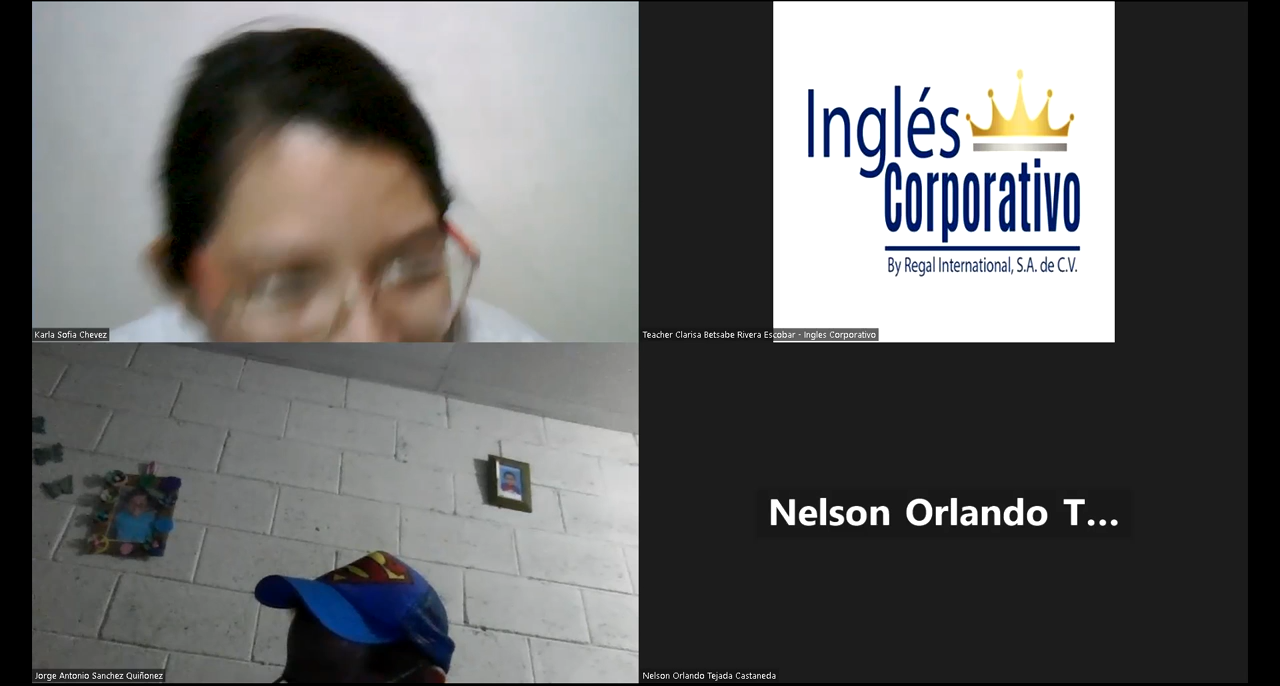 Inglés
Corporativo
By Regal International, S.A. de C.V.
Karla Sofia Chevez
Teacher Clarisa Betsabe Rivera Escobar - Ingles Corporativo
Nelson Orlando T...
Jorge Antonio Sanchez Quiñonez
Nelson Orlando Tejada Castaneda